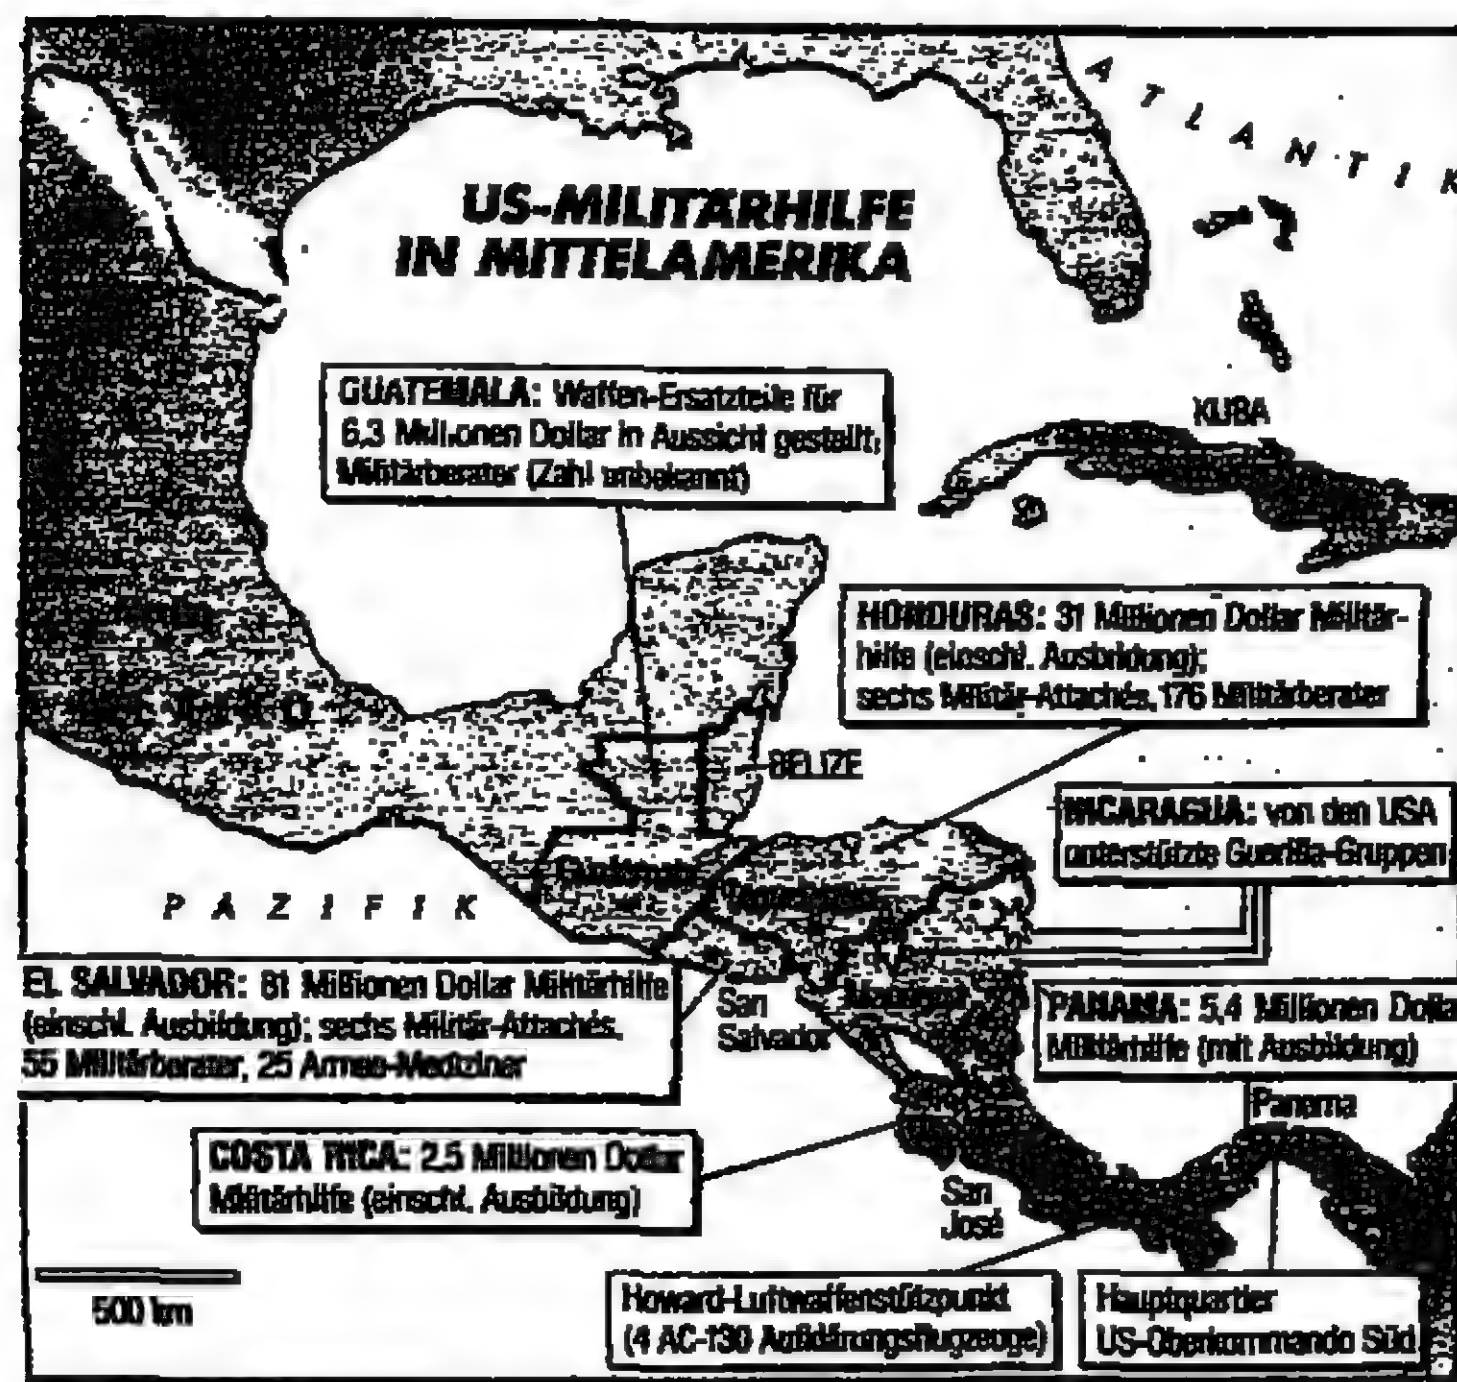 ATLANTIK
US-MILITÄRHILFE
IN MITTELAMERIKA
GUATEMALA: Waffen-Ersatzteile für
6,3 Millionen Dollar in Aussicht gestellt,
Militärberater (Zahl unbekannt)
KUBA
HONDURAS: 31 Millionen Dollar Militär-
hilfe (einschl. Ausbildung);
sechs Militär-Attachés, 176 Militärberater
BELIZE
NICARAGUA: von den USA
unterstützte Guerilla-Gruppen
Guatemala
PAZIFIK
EL SALVADOR: 81 Millionen Dollar Militärhilfe
(einschl. Ausbildung); sechs Militär-Attachés,
55 Militärberater, 25 Armee-Mediziner
San
Salvador
Managua
PANAMA: 5,4 Millionen Dollar
Militärhilfe (mit Ausbildung)
Panama
COSTA RICA: 2,5 Millionen Dollar
Militärhilfe (einschl. Ausbildung)
San
José
500 km
Howard-Luftwaffenstützpunkt
(4 AC-130 Aufklärungsflugzeuge)
Hauptquartier
US-Oberkommando Süd